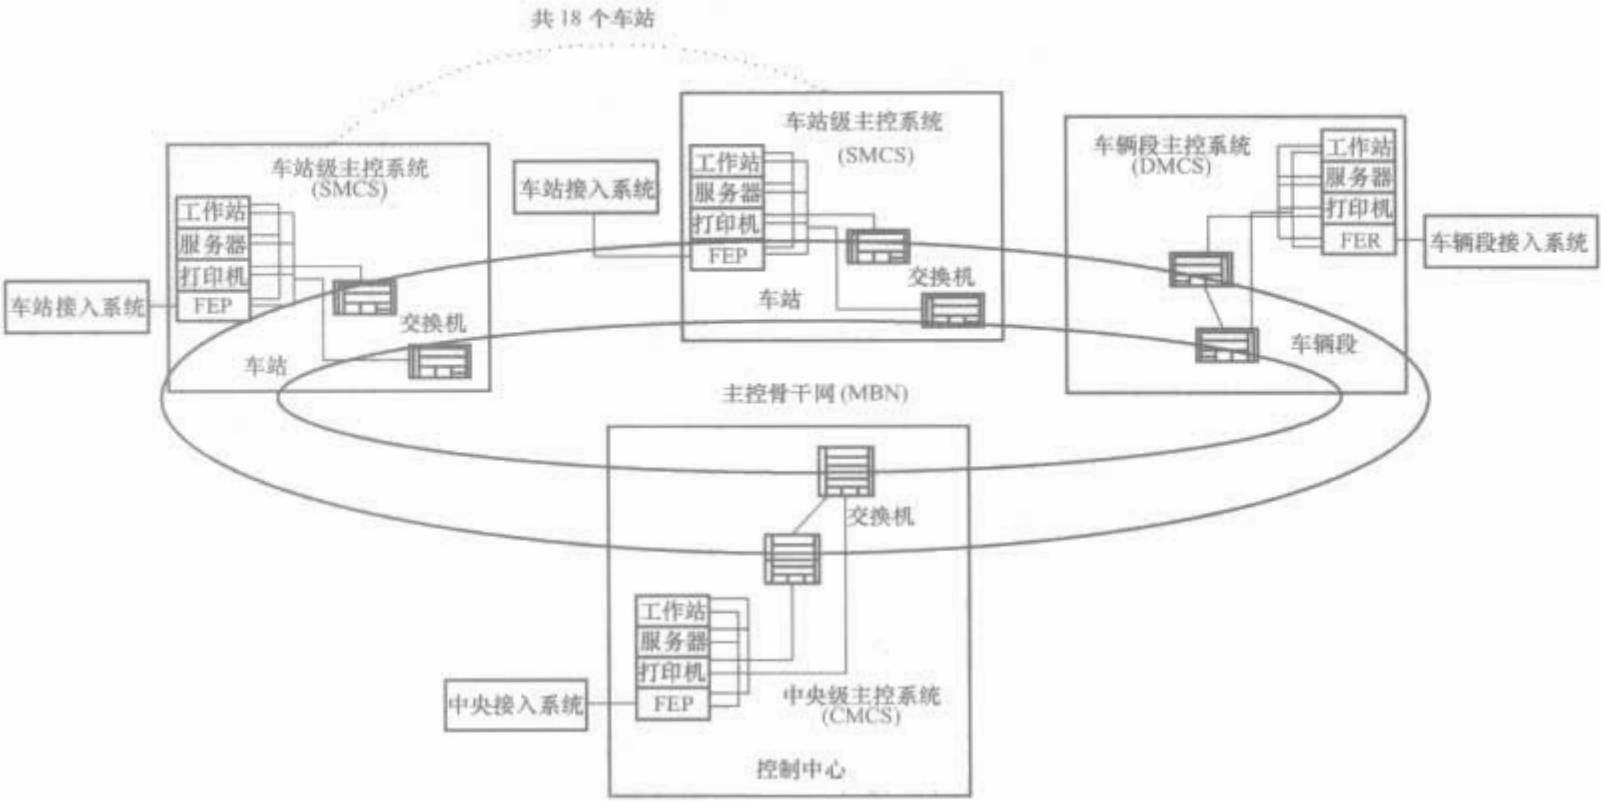 共 18 个车站
车站级主控系统
(SMCS)
工作站
服务器
打印机
FEP
车站接入系统
交换机
车站
车站级主控系统
(SMCS)
工作站
服务器
打印机
FEP
车站接入系统
交换机
车站
车辆段主控系统
(DMCS)
工作站
服务器
打印机
FER
车辆段接入系统
车辆段
主控骨干网(MBN)
交换机
工作站
服务器
打印机
FEP
中央接入系统
中央级主控系统
(CMCS)
控制中心